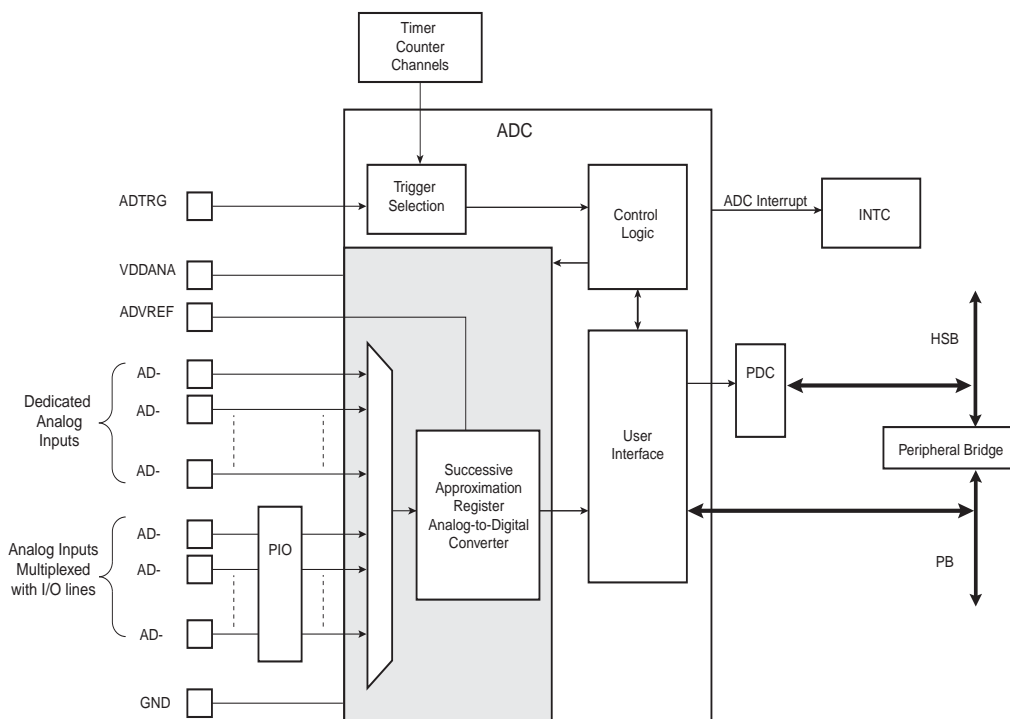 Timer
Counter
Channels
ADC
ADTRG
Trigger
Selection
Control
Logic
ADC Interrupt
INTC
VDDANA
ADVREF
HSB
PDC
AD-
Dedicated
Analog
Inputs
AD-
AD-
User
Interface
Peripheral Bridge
Successive
Approximation
Register
Analog-to-Digital
Converter
Analog Inputs
Multiplexed
with I/O lines
AD-
AD-
AD-
PIO
PB
GND